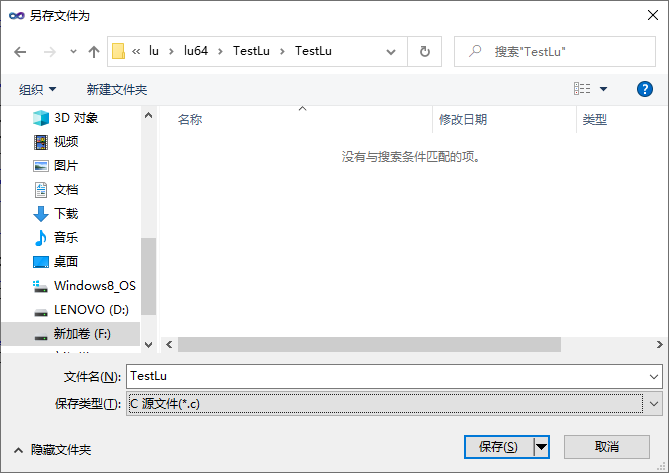 另存文件为
« lu › lu64 › TestLu › TestLu
搜索"TestLu"
组织 新建文件夹
名称 修改日期 类型
没有与搜索条件匹配的项。
3D 对象
视频
图片
文档
下载
音乐
桌面
Windows8_OS
LENOVO (D:)
新加卷 (F:)
文件名(N): TestLu
保存类型(T): C 源文件(*.c)
隐藏文件夹 保存(S) 取消